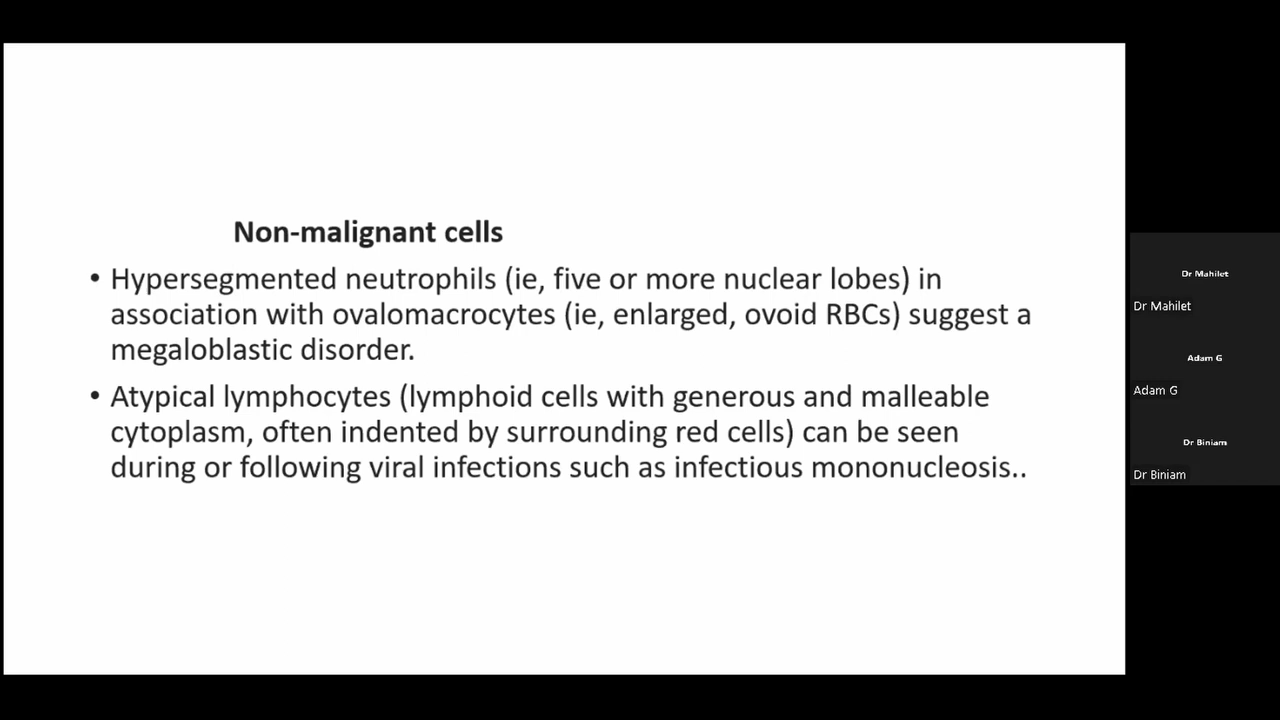 Non-malignant cells
• Hypersegmented neutrophils (ie, five or more nuclear lobes) in
association with ovalomacrocytes (ie, enlarged, ovoid RBCs) suggest a
megaloblastic disorder.
• Atypical lymphocytes (lymphoid cells with generous and malleable
cytoplasm, often indented by surrounding red cells) can be seen
during or following viral infections such as infectious mononucleosis..
Dr Mahilet
Dr Mahilet
Adam G
Adam G
Dr Biniam
Dr Biniam